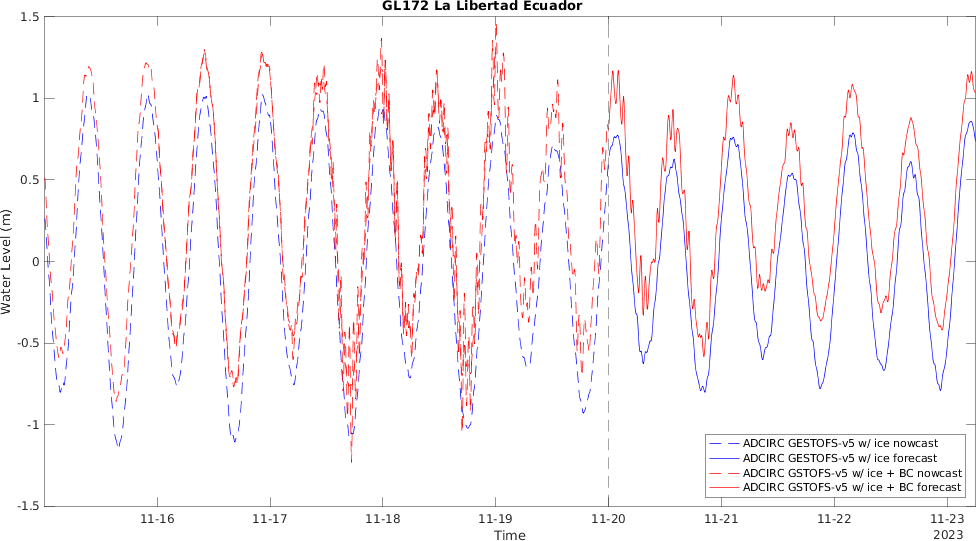 GL172 La Libertad Ecuador
1.5
1
0.5
0
-0.5
-1
-1.5
Water Level (m)
11-16
11-17
11-18
11-19
11-20
11-21
11-22
11-23
Time
2023
ADCIRC GESTOFS-v5 w/ ice nowcast
ADCIRC GESTOFS-v5 w/ ice forecast
ADCIRC GSTOFS-v5 w/ ice + BC nowcast
ADCIRC GSTOFS-v5 w/ ice + BC forecast